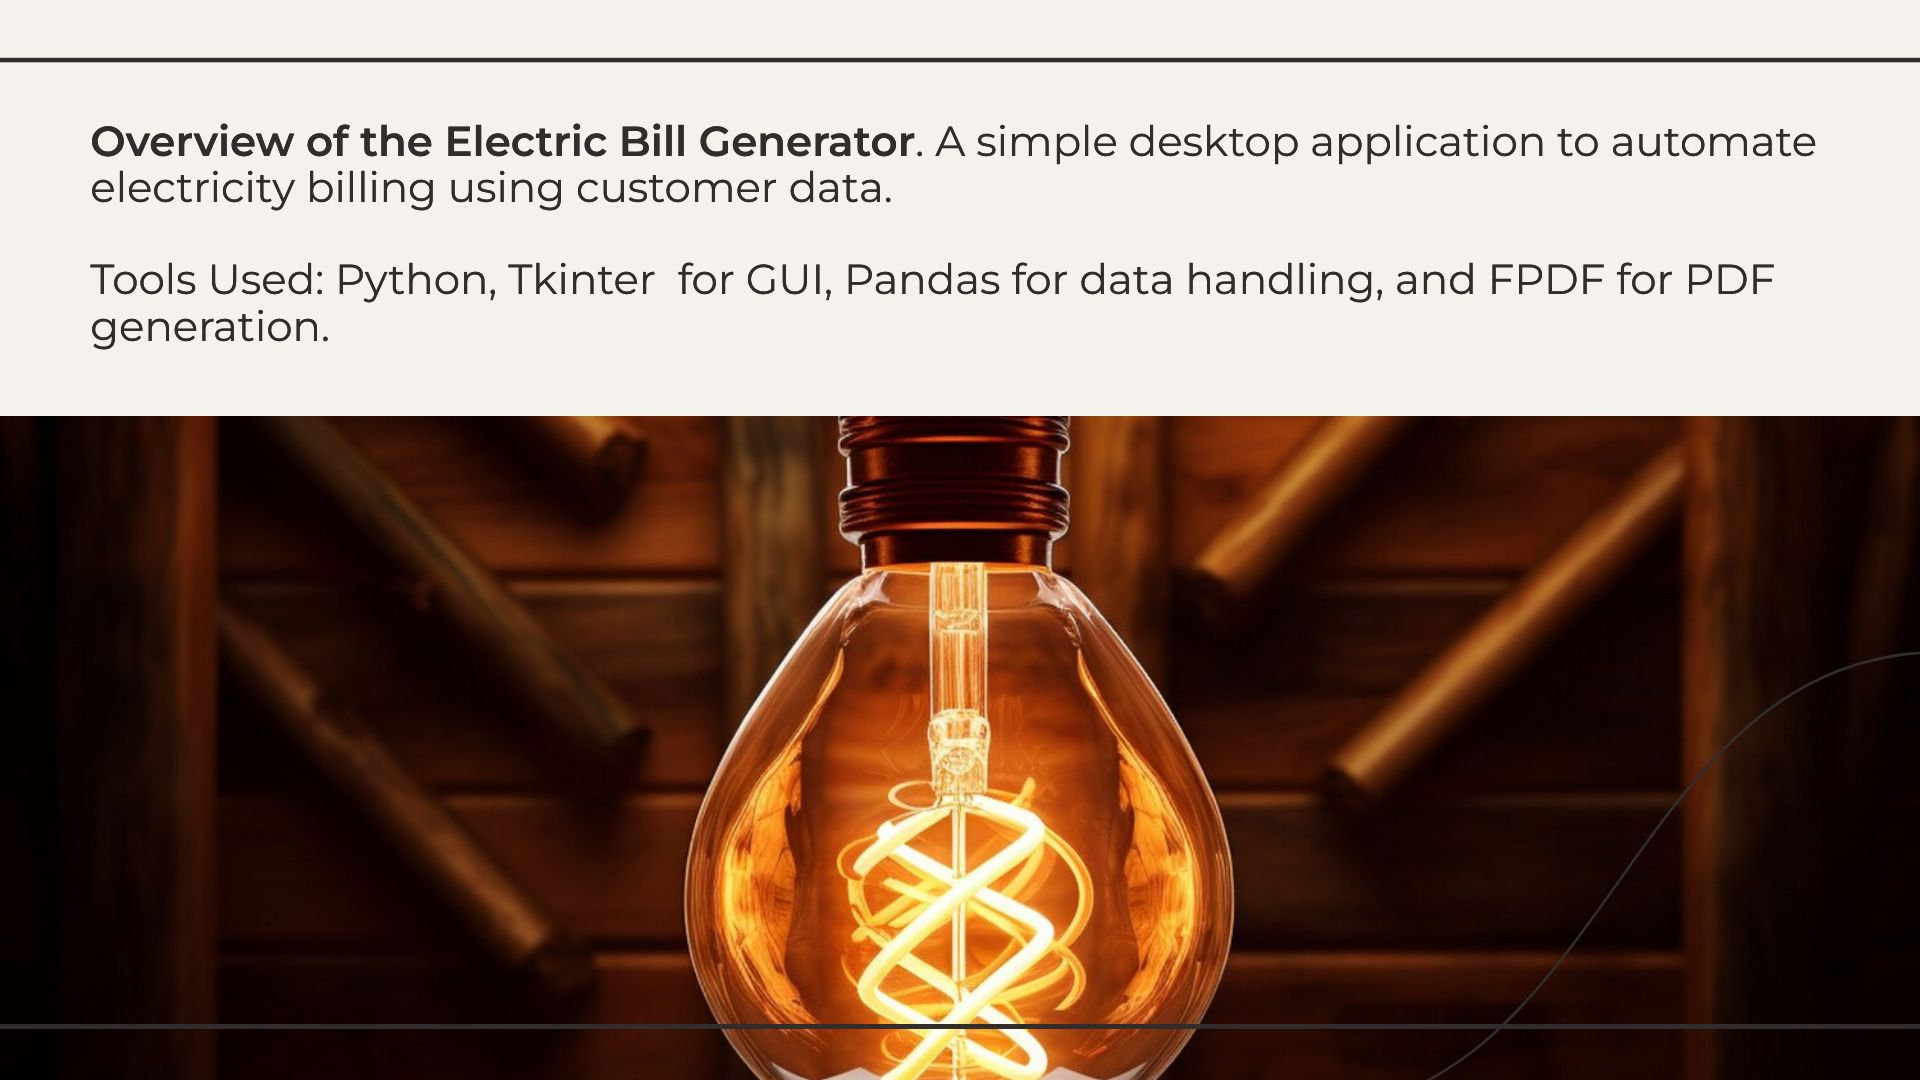 Overview of the Electric Bill Generator. A simple desktop application to automate
electricity billing using customer data.
Tools Used: Python, Tkinter  for GUI, Pandas for data handling, and FPDF for PDF
generation.